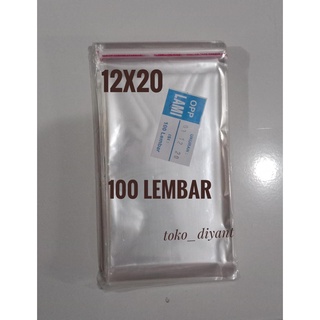 12X20
OPP
LAMI
100 Lembar
100 LEMBAR
toko_diyant